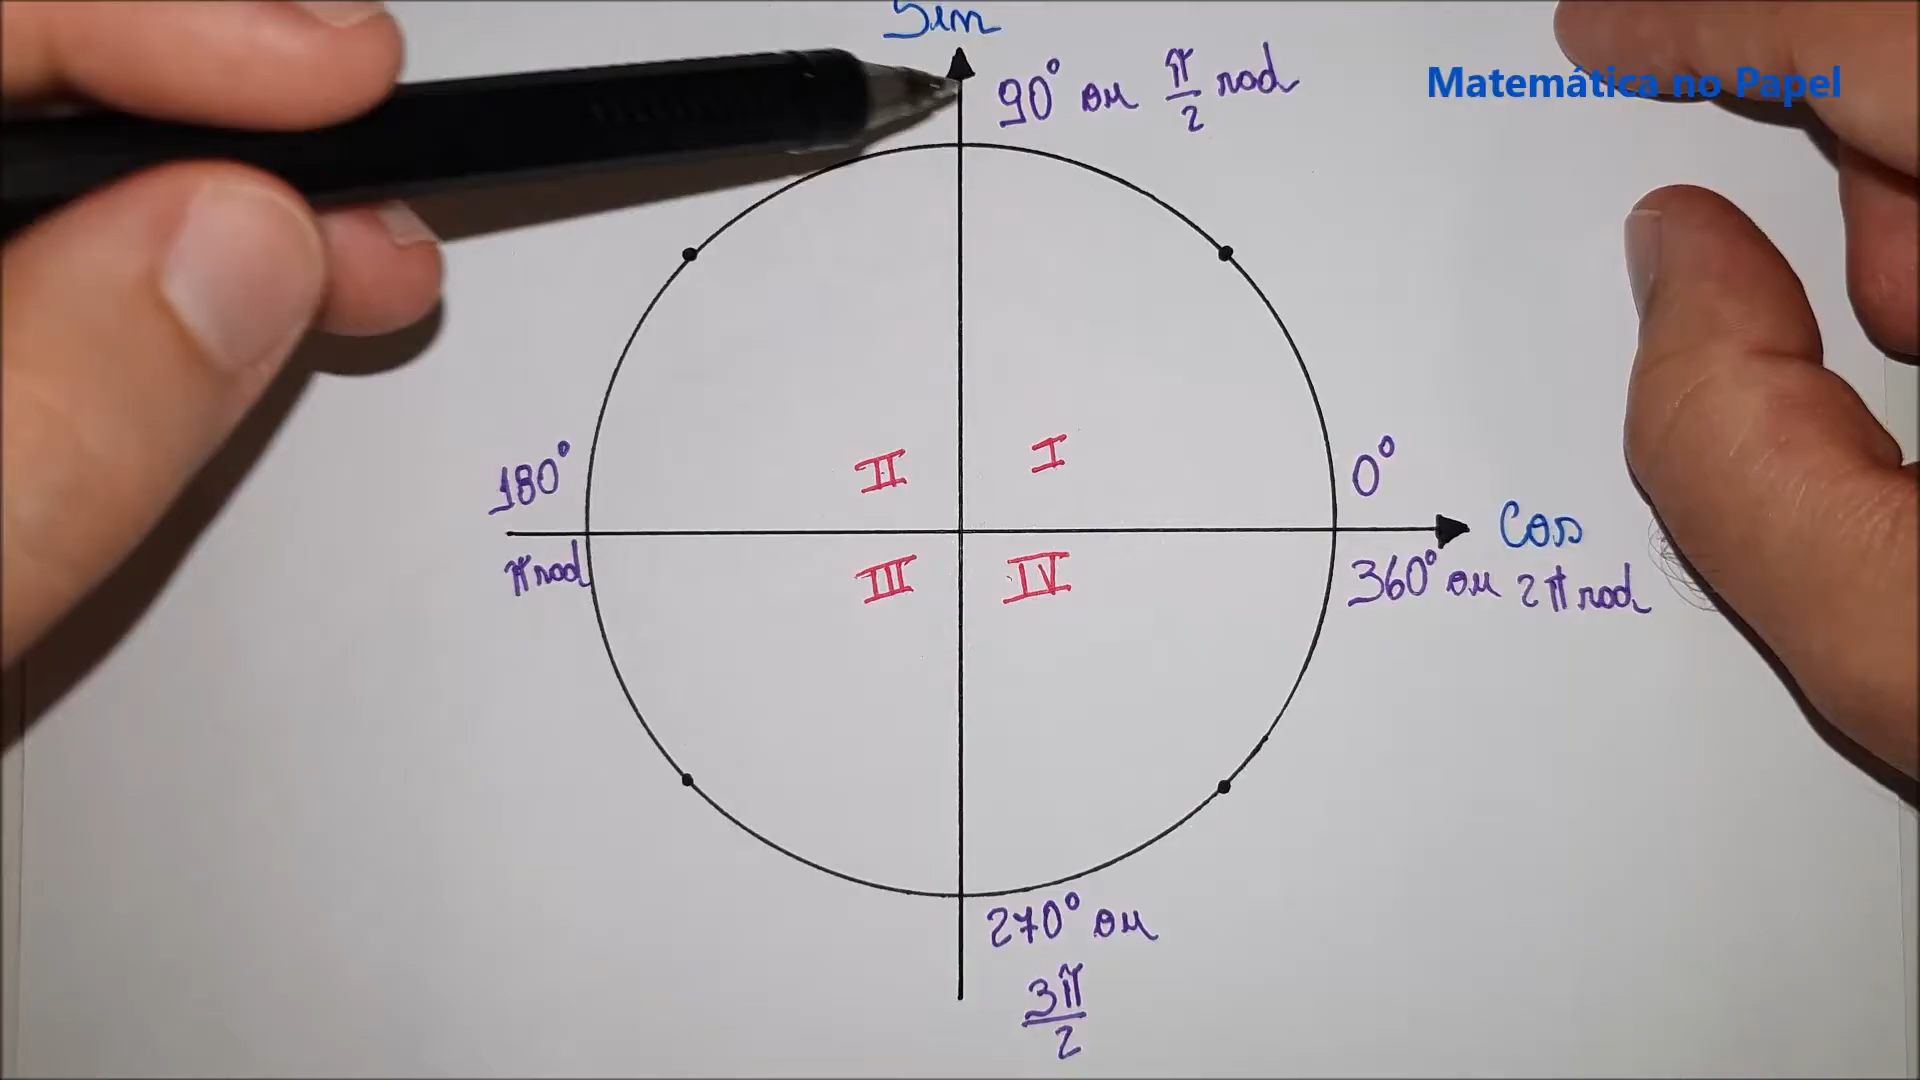 Sen
90° ou π/2 rad
Matemática no Papel
180°
II
I
0°
Cos
π rad
III
IV
360° ou 2π rad
270° ou
3π/2